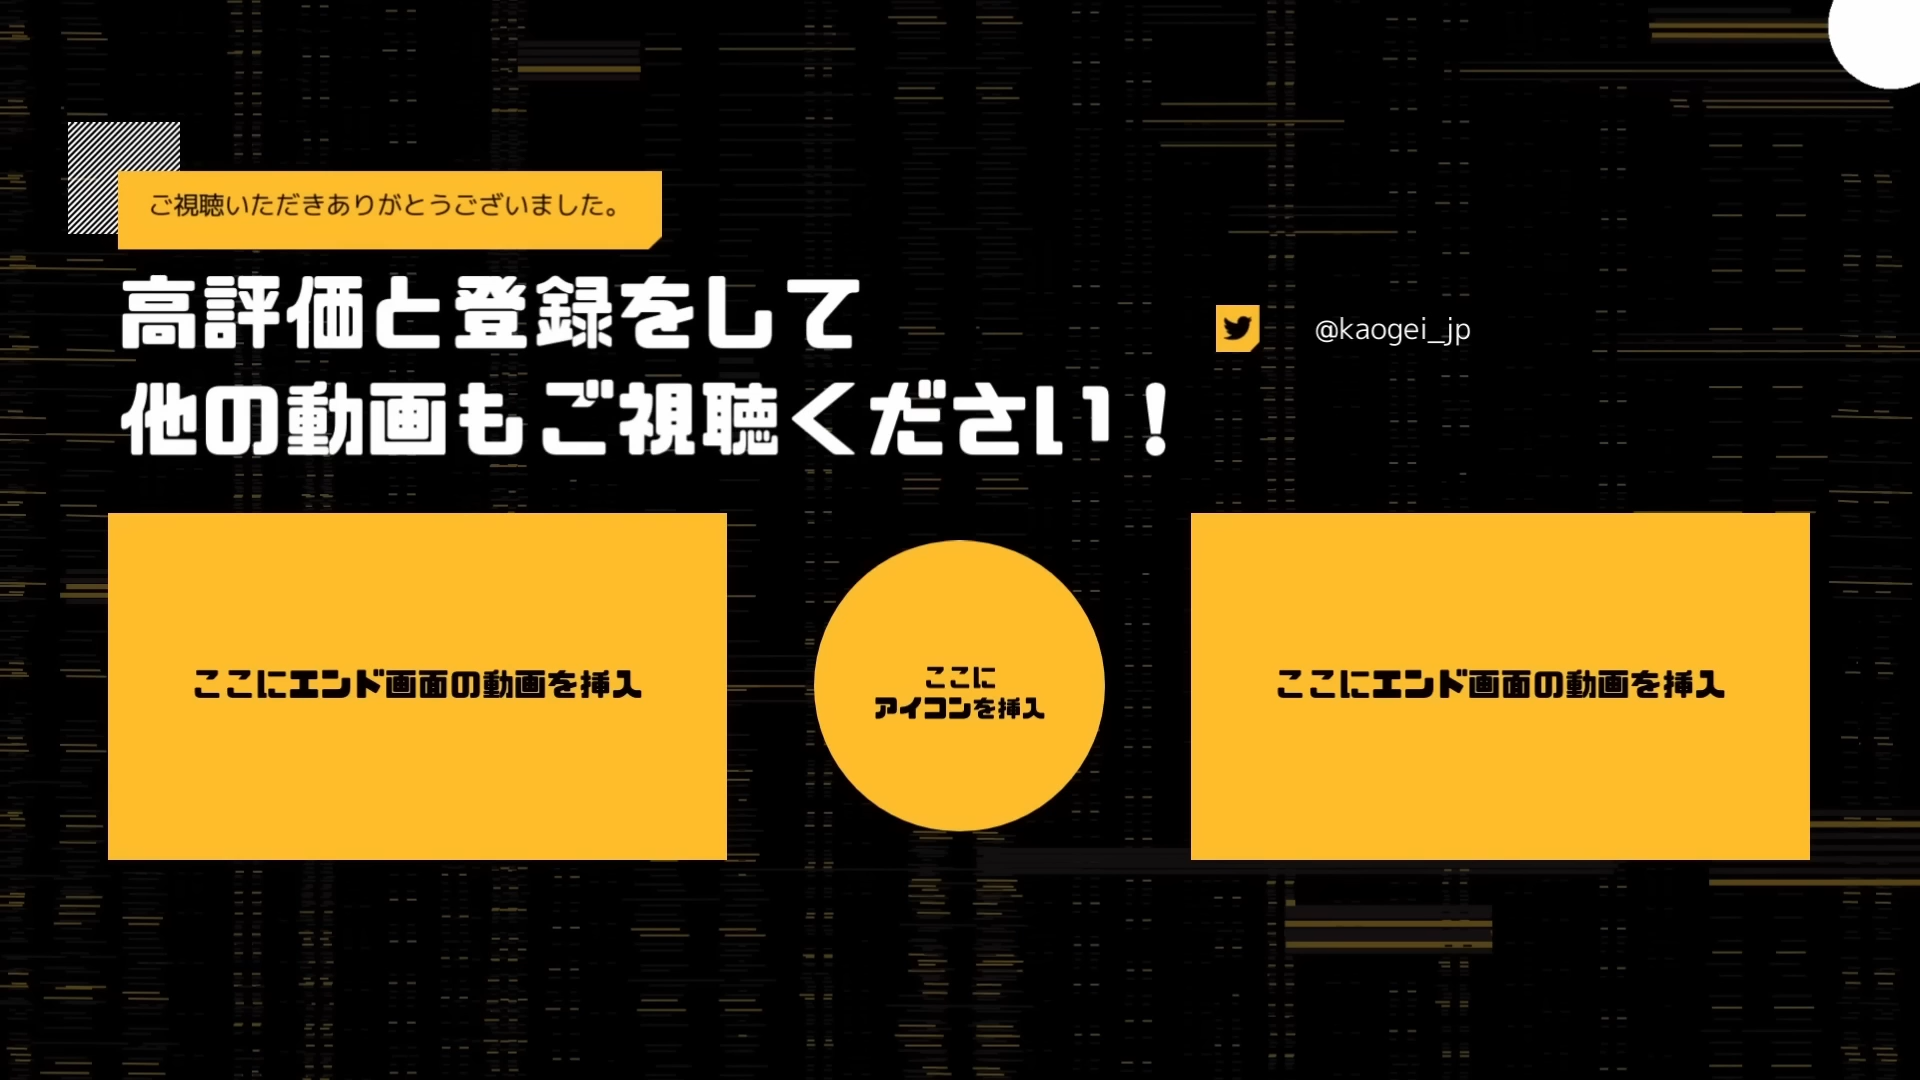 ご視聴いただきありがとうございました。
高評価と登録をして
他の動画もご視聴ください！
@kaogei_jp
ここにエンド画面の動画を挿入
ここに
アイコンを挿入
ここにエンド画面の動画を挿入